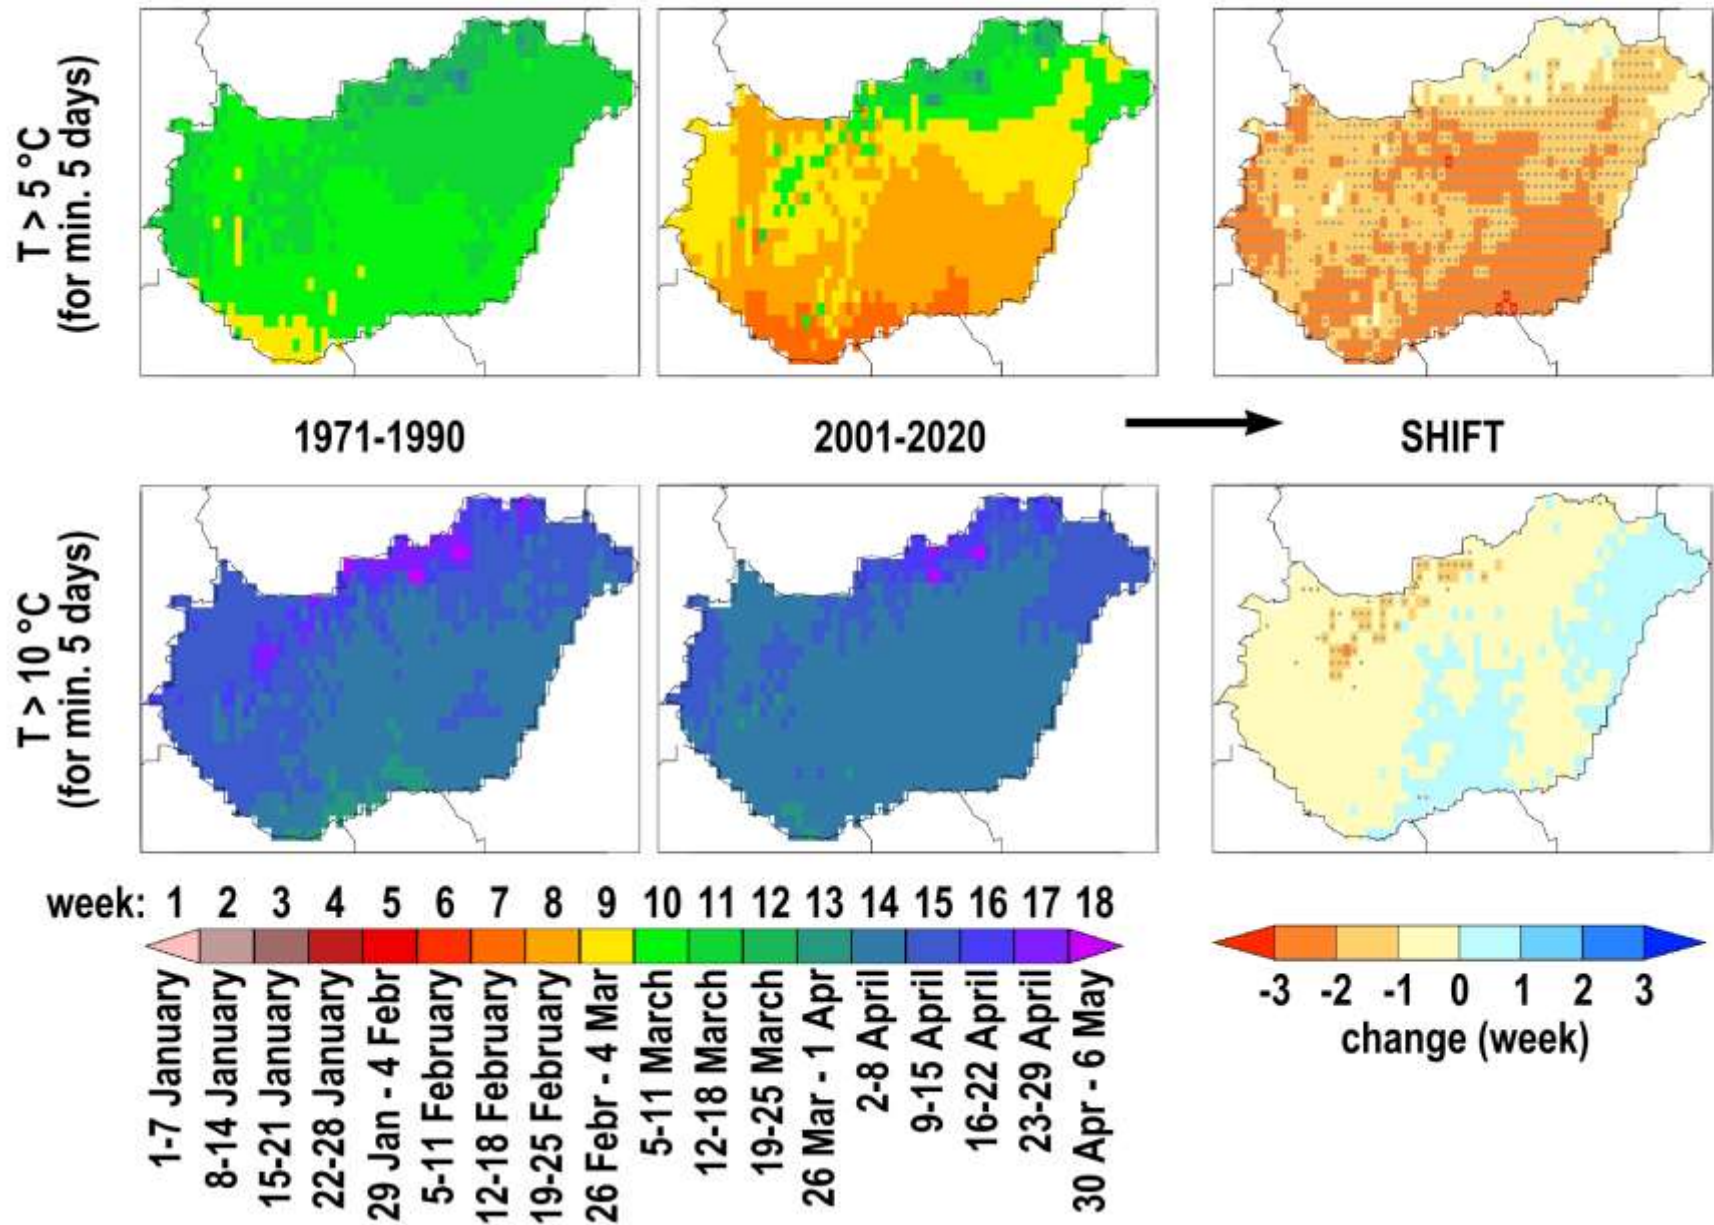 T > 5 °C
(for min. 5 days)
1971-1990
2001-2020
SHIFT
T > 10 °C
(for min. 5 days)
week: 1 2 3 4 5 6 7 8 9 10 11 12 13 14 15 16 17 18
1-7 January
8-14 January
15-21 January
22-28 January
29 Jan - 4 Febr
5-11 February
12-18 February
19-25 February
26 Febr - 4 Mar
5-11 March
12-18 March
19-25 March
26 Mar - 1 Apr
2-8 April
9-15 April
16-22 April
23-29 April
30 Apr - 6 May
-3 -2 -1 0 1 2 3
change (week)